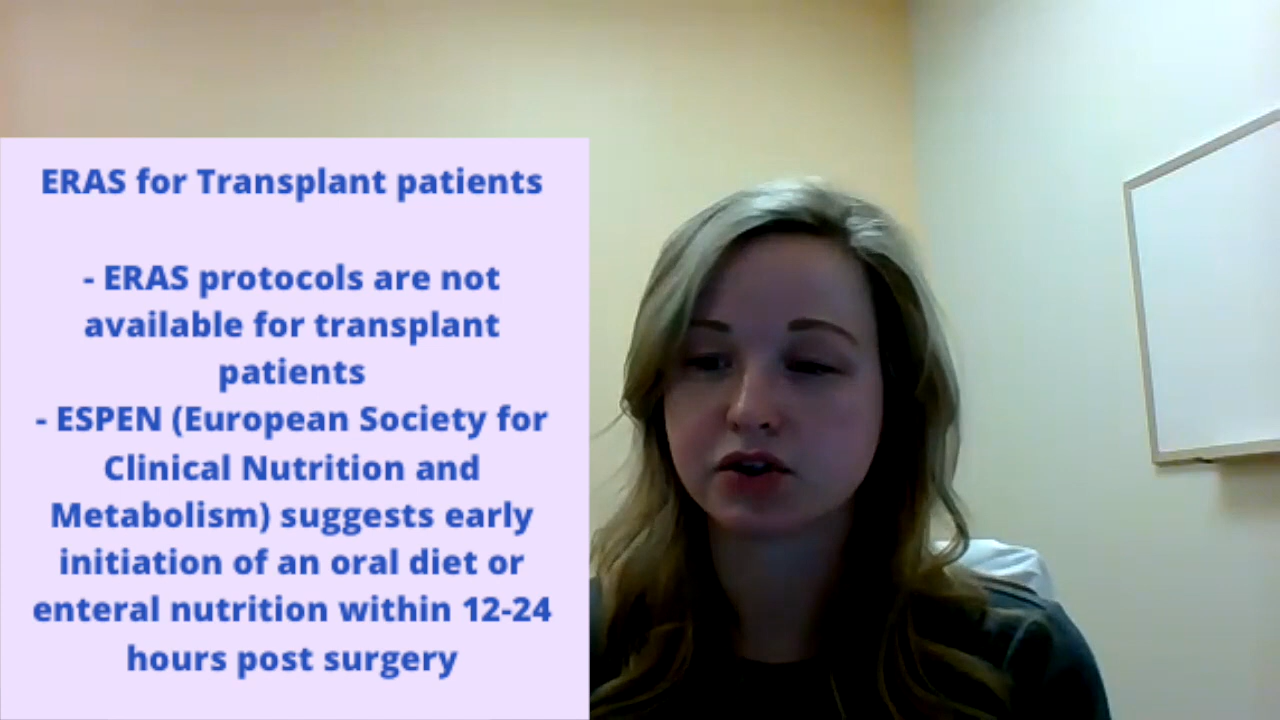 ERAS for Transplant patients
- ERAS protocols are not
available for transplant
patients
- ESPEN (European Society for
Clinical Nutrition and
Metabolism) suggests early
initiation of an oral diet or
enteral nutrition within 12-24
hours post surgery